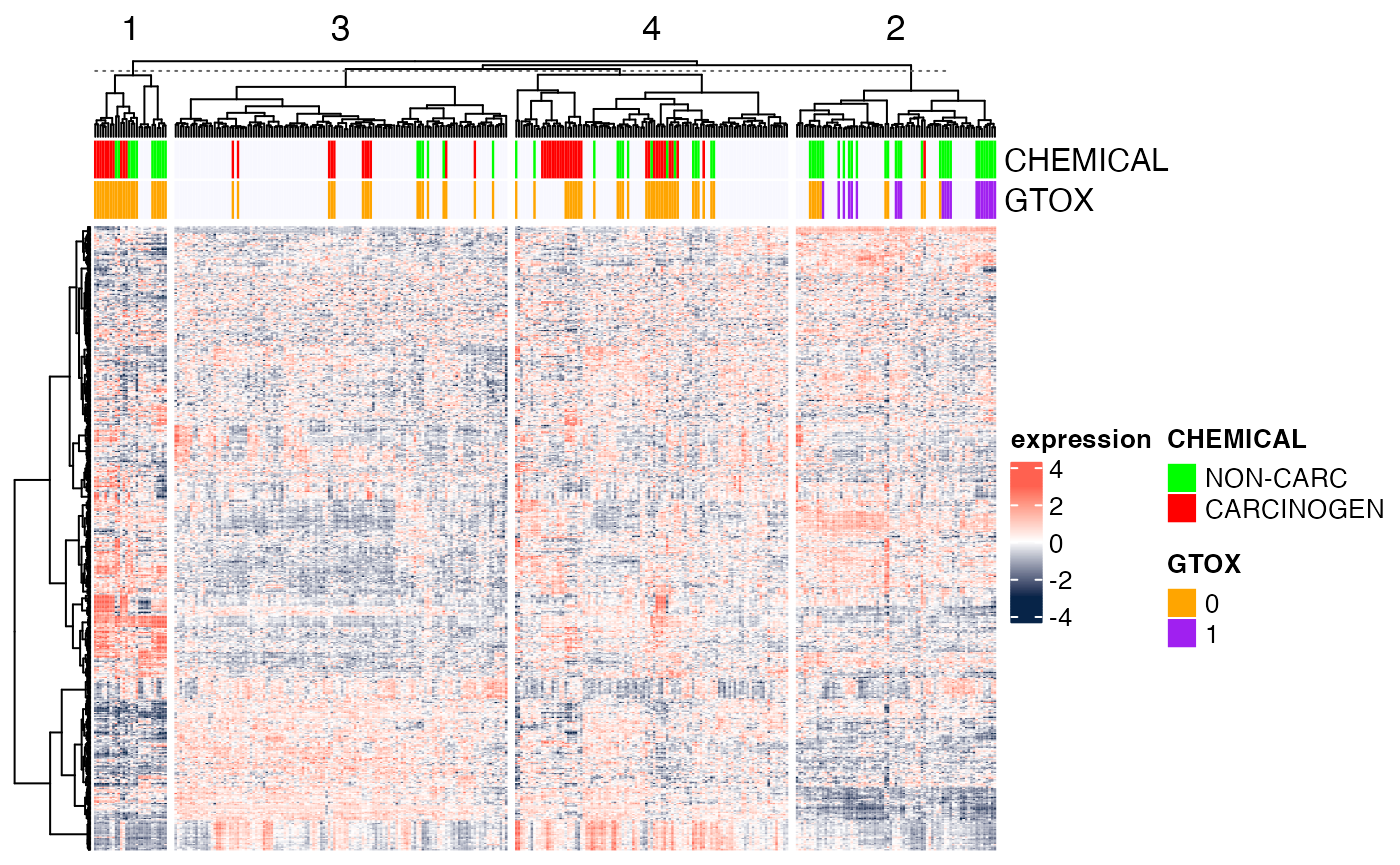 1 3 4 2
CHEMICAL
GTOX
expression
4
2
0
-2
-4
CHEMICAL
NON-CARC
CARCINOGEN
GTOX
0
1